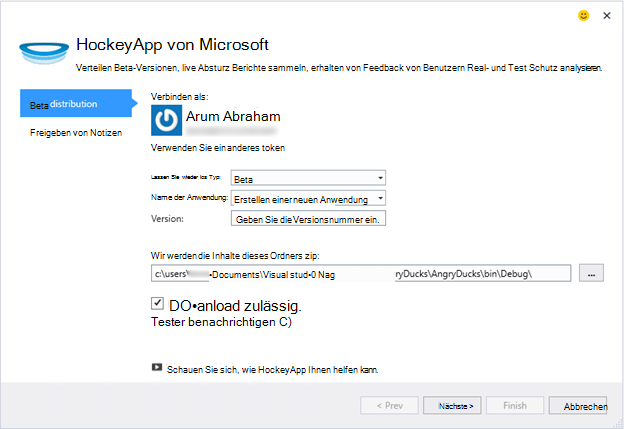 HockeyApp von Microsoft
Verteilen Beta-Versionen, live Absturz Berichte sammeln, erhalten von Feedback von Benutzern Real- und Test Schutz analysieren.
Beta distribution
Freigeben von Notizen
Verbinden als:
Arum Abraham
Verwenden Sie ein anderes token
Lassen Sie wieder los Typ: Beta
Name der Anwendung: Erstellen einer neuen Anwendung
Version: Geben Sie die Versionsnummer ein.
Wir werden die Inhalte dieses Ordners zip:
c:\users\ •Documents\Visual stud•0 Nag ryDucks\AngryDucks\bin\Debug\ ...
DO•anload zulässig.
Tester benachrichtigen C)
Schauen Sie sich, wie HockeyApp Ihnen helfen kann.
< Prev Nächste > Finish Abbrechen